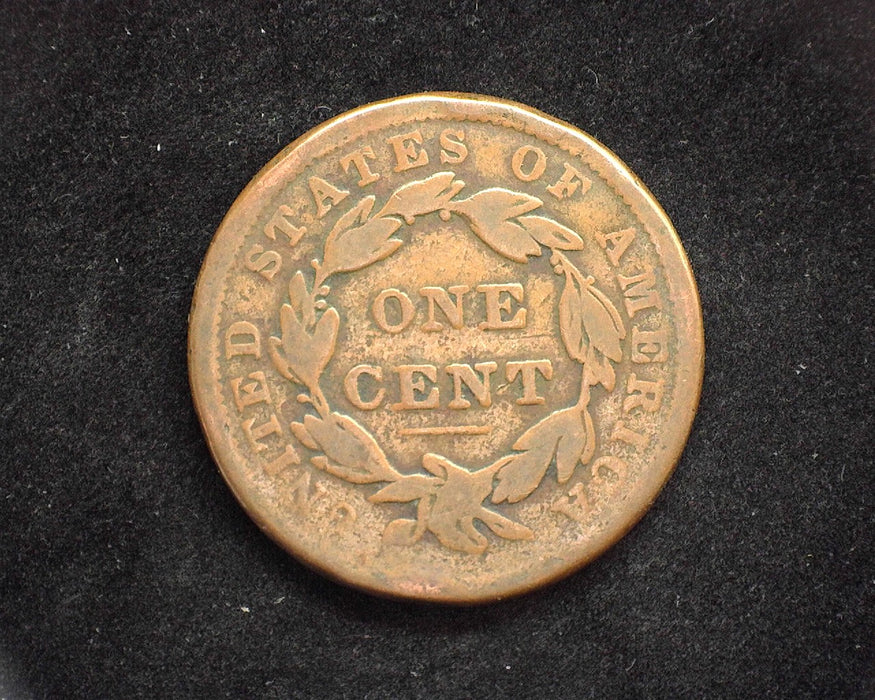 UNITED STATES OF AMERICA
ONE
CENT